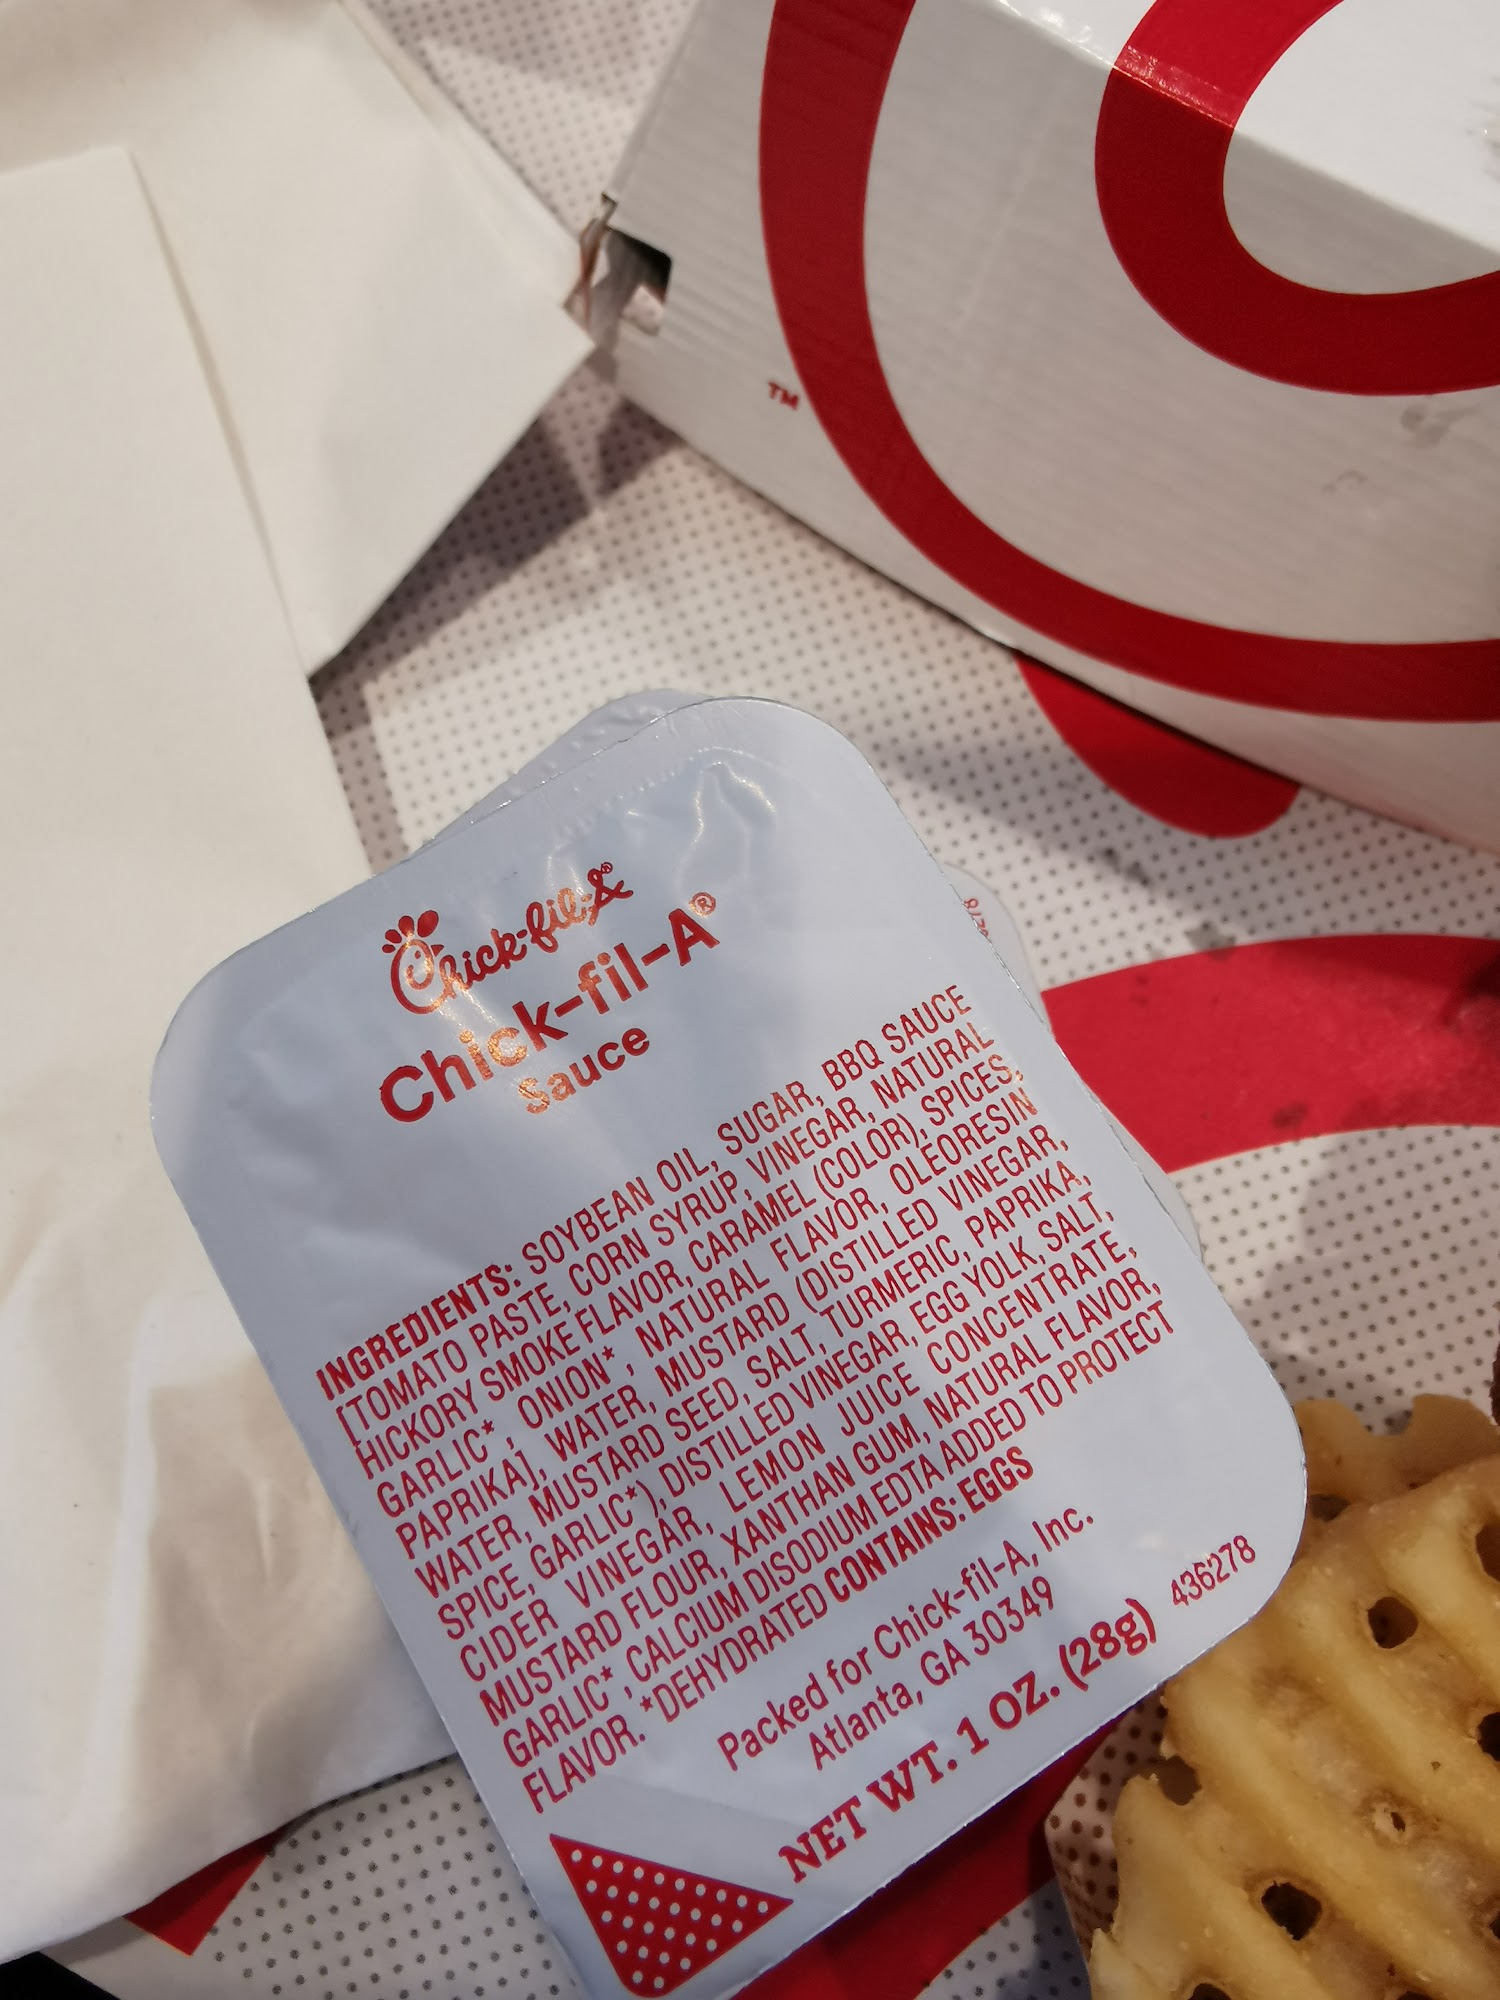 TM
Chick-fil-A®
Chick-fil-A®
Sauce
INGREDIENTS: SOYBEAN OIL, SUGAR, BBQ SAUCE
[TOMATO PASTE, CORN SYRUP, VINEGAR, NATURAL
HICKORY SMOKE FLAVOR, CARAMEL (COLOR), SPICES,
GARLIC*, ONION*, NATURAL FLAVOR, OLEORESIN
PAPRIKA], WATER, MUSTARD (DISTILLED VINEGAR,
WATER, MUSTARD SEED, SALT, TURMERIC, PAPRIKA,
SPICE, GARLIC*), DISTILLED VINEGAR, EGG YOLK, SALT,
CIDER VINEGAR, LEMON JUICE CONCENTRATE,
MUSTARD FLOUR, XANTHAN GUM, NATURAL FLAVOR,
GARLIC*, CALCIUM DISODIUM EDTA ADDED TO PROTECT
FLAVOR. *DEHYDRATED CONTAINS: EGGS
Packed for Chick-fil-A, Inc.
Atlanta, GA 30349
436278
NET WT. 1 OZ. (28g)